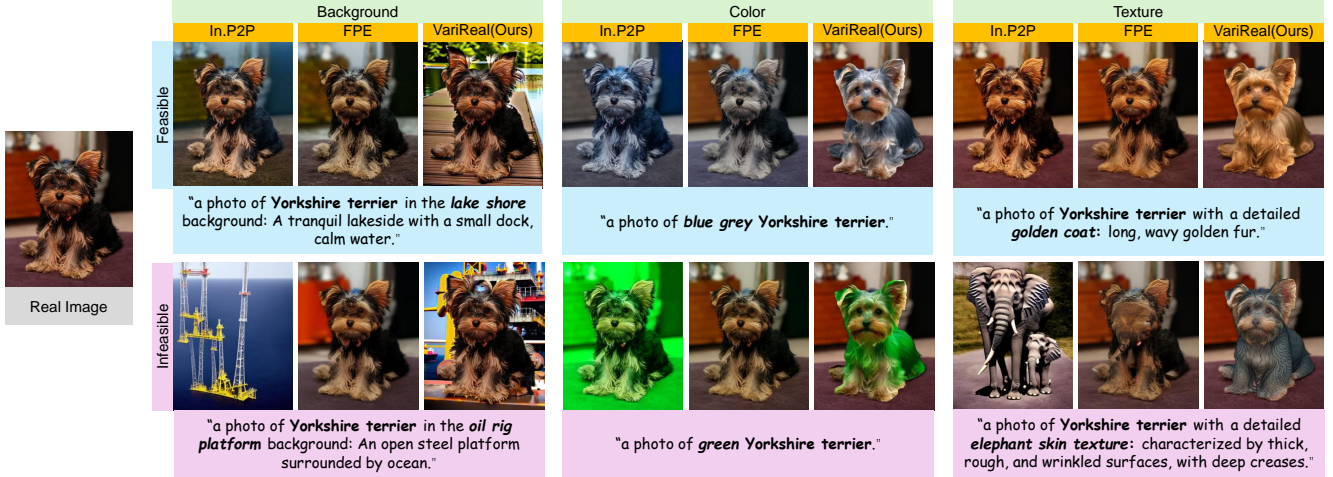 Background
In.P2P FPE VariReal(Ours)
Color
In.P2P FPE VariReal(Ours)
Texture
In.P2P FPE VariReal(Ours)
Real Image
Feasible
"a photo of Yorkshire terrier in the lake shore
background: A tranquil lakeside with a small dock,
calm water."
"a photo of blue grey Yorkshire terrier."
"a photo of Yorkshire terrier with a detailed
golden coat: long, wavy golden fur."
Infeasible
"a photo of Yorkshire terrier in the oil rig
platform background: An open steel platform
surrounded by ocean."
"a photo of green Yorkshire terrier."
"a photo of Yorkshire terrier with a detailed
elephant skin texture: characterized by thick,
rough, and wrinkled surfaces, with deep creases."